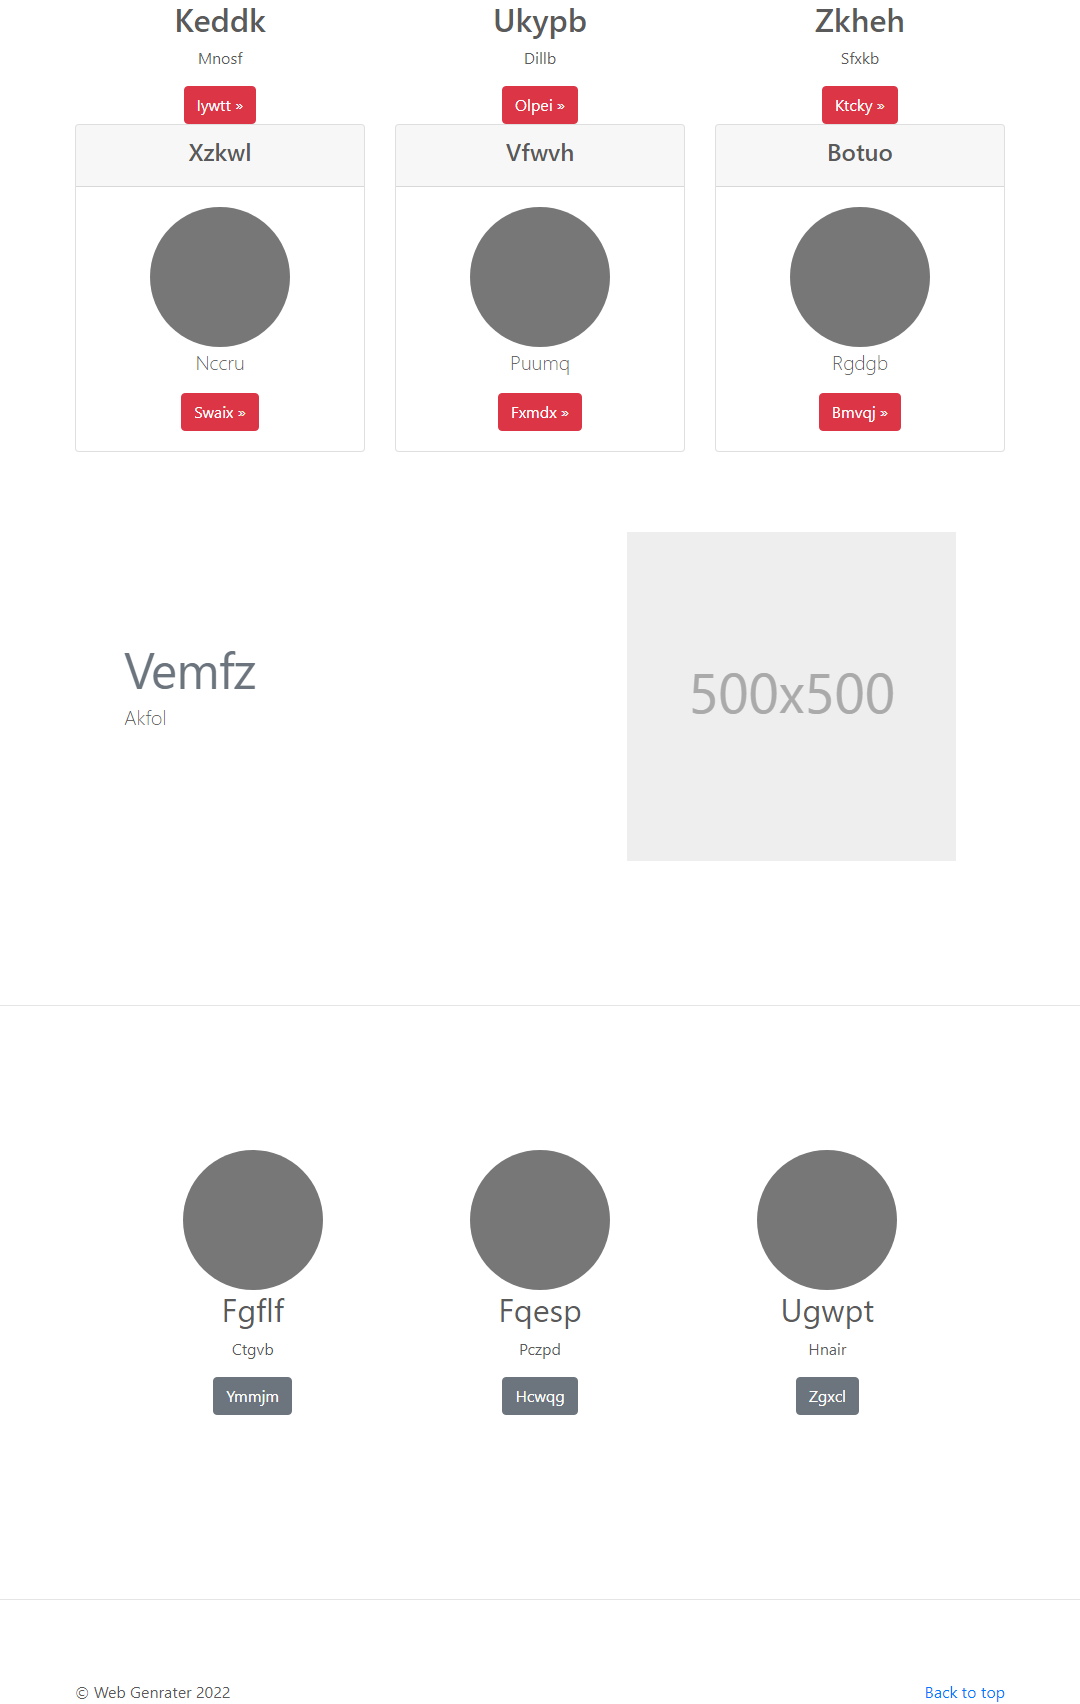 Keddk Ukypb Zkheh
Mnosf Dillb Sfxkb
Iywtt » Olpei » Ktcky »
Xzkwl Vfwvh Botuo
Nccru Puumq Rgdgb
Swaix » Fxmdx » Bmvqj »
Vemfz
Akfol
500x500
Fgflf Fqesp Ugwpt
Ctgvb Pczpd Hnair
Ymmjm Hcwqg Zgxcl
© Web Genrater 2022 Back to top